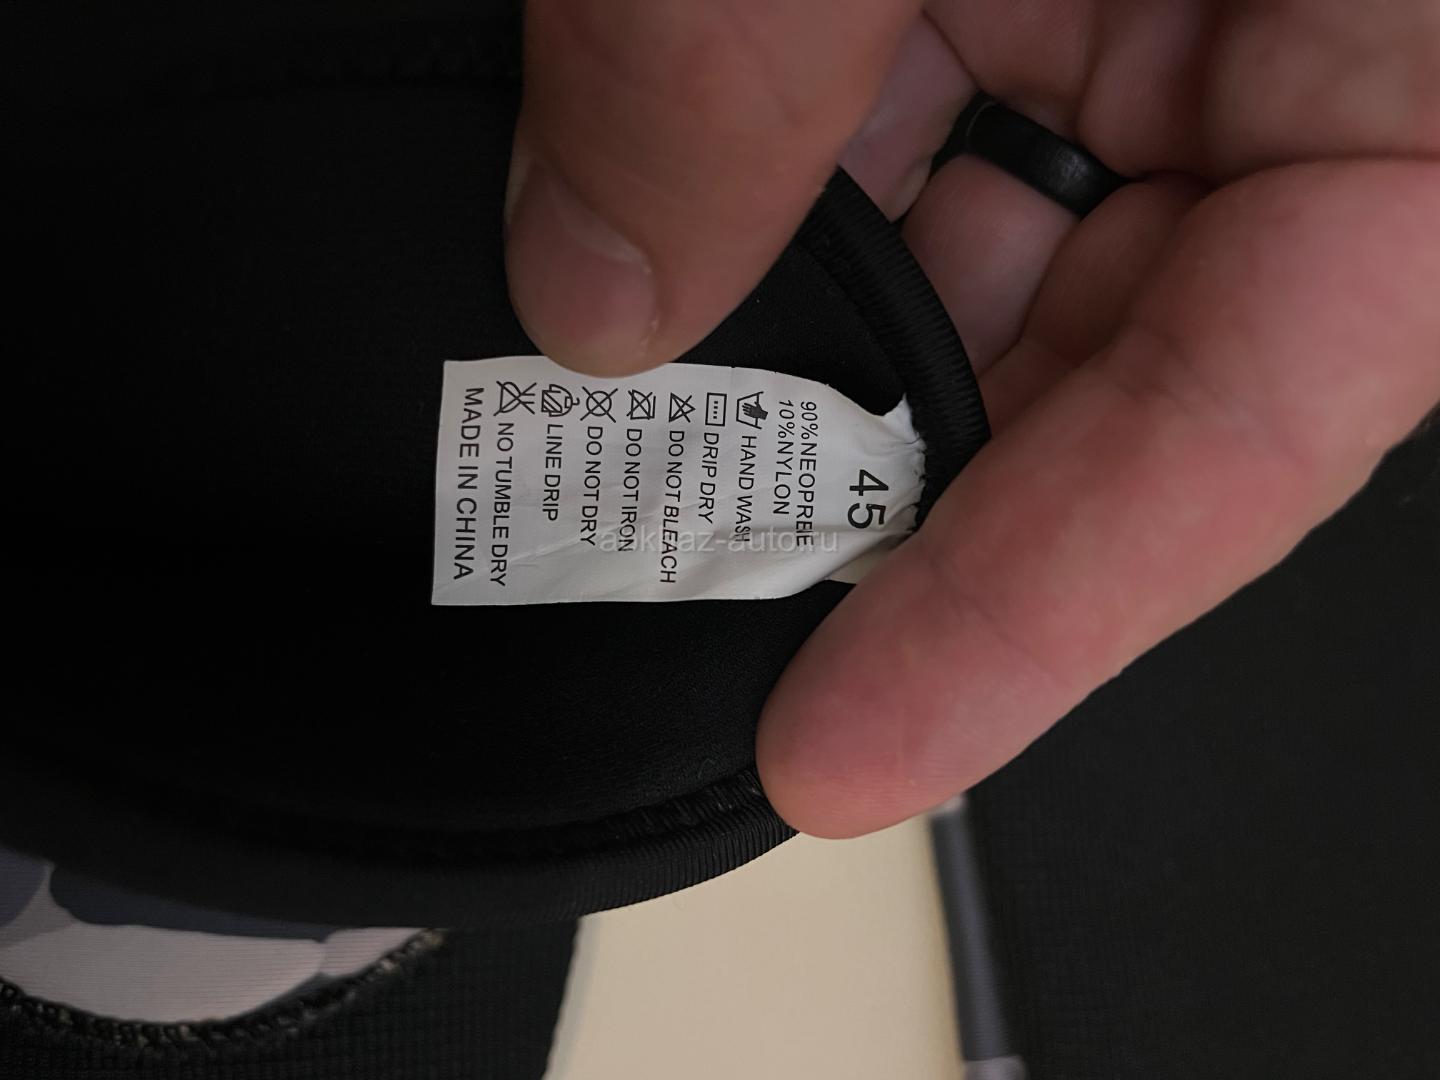 45
90%NEOPREIE
10%NYLON
HAND WASH
DRIP DRY
DO NOT BLEACH
DO NOT IRON
DO NOT DRY
LINE DRIP
NO TUMBLE DRY
MADE IN CHINA